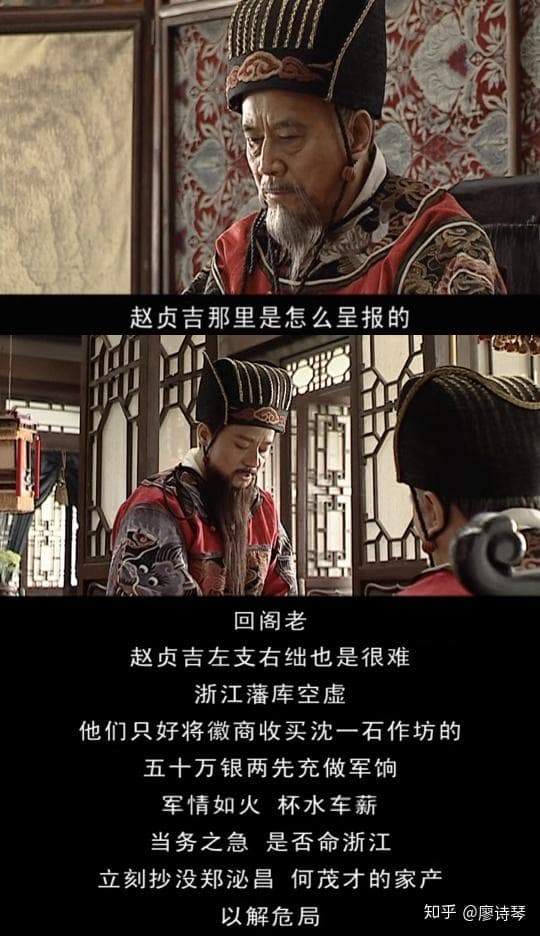 赵贞吉那里是怎么呈报的
回阁老
赵贞吉左支右绌也是很难
浙江藩库空虚
他们只好将徽商收买沈一石作坊的
五十万银两先充做军饷
军情如火 杯水车薪
当务之急 是否命浙江
立刻抄没郑泌昌 何茂才的家产
以解危局
知乎 @廖诗琴